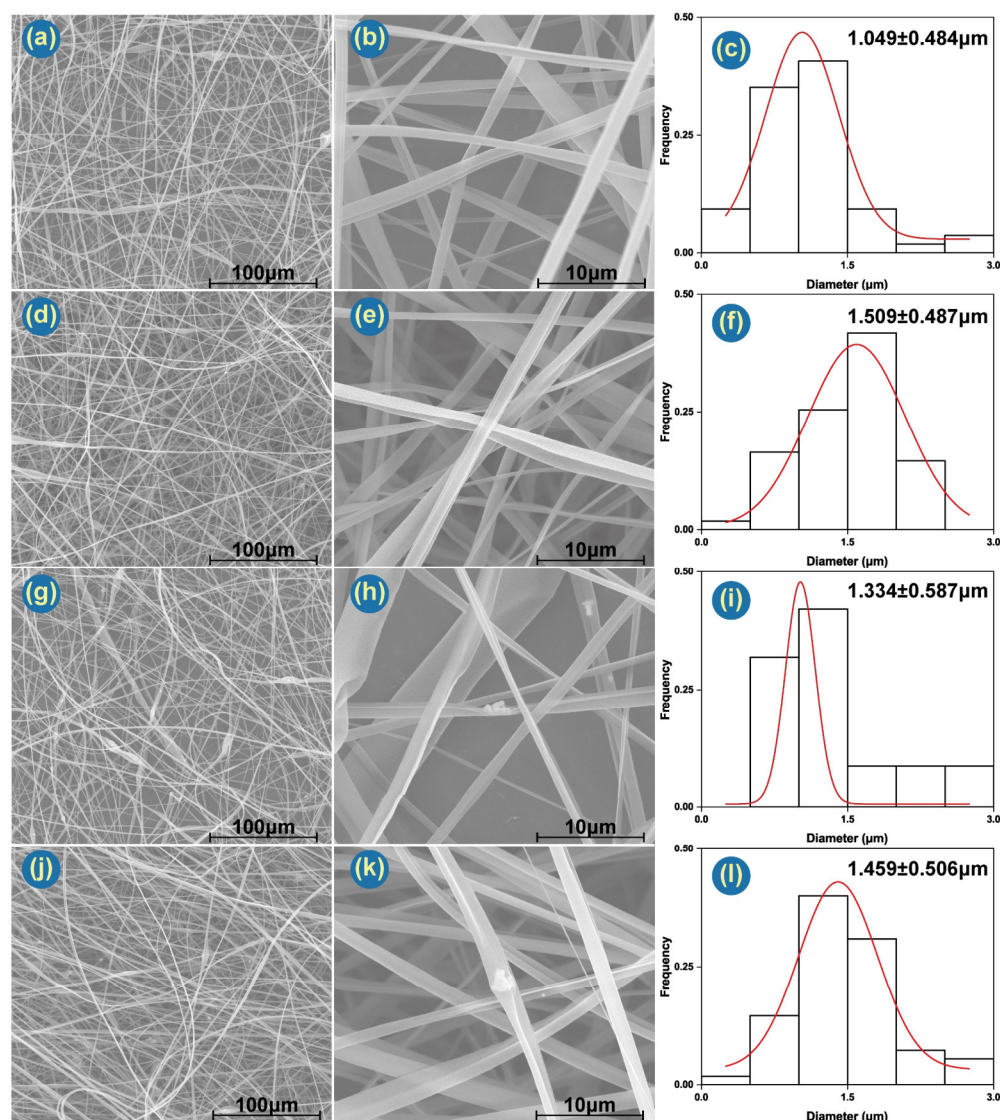 (a)
100μm
(b)
10μm
(c)
1.049±0.484μm
0.50
0.25
0.00
Frequency
0.0
1.5
3.0
Diameter (μm)
(d)
100μm
(e)
10μm
(f)
1.509±0.487μm
0.50
0.25
0.00
Frequency
0.0
1.5
3.0
Diameter (μm)
(g)
100μm
(h)
10μm
(i)
1.334±0.587μm
0.50
0.25
0.00
Frequency
0.0
1.5
3.0
Diameter (μm)
(j)
100μm
(k)
10μm
(l)
1.459±0.506μm
0.50
0.25
0.00
Frequency
0.0
1.5
3.0
Diameter (μm)